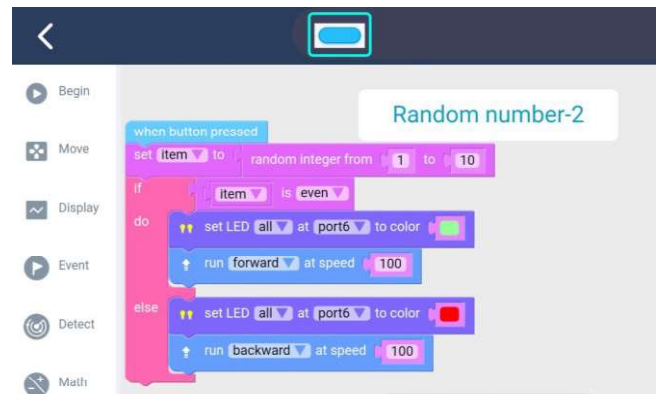 Begin
Move
Display
Event
Detect
Math
Random number-2
when button pressed
set item to random integer from 1 to 10
if item is even
do set LED all at port6 to color
run forward at speed 100
else set LED all at port6 to color
run backward at speed 100